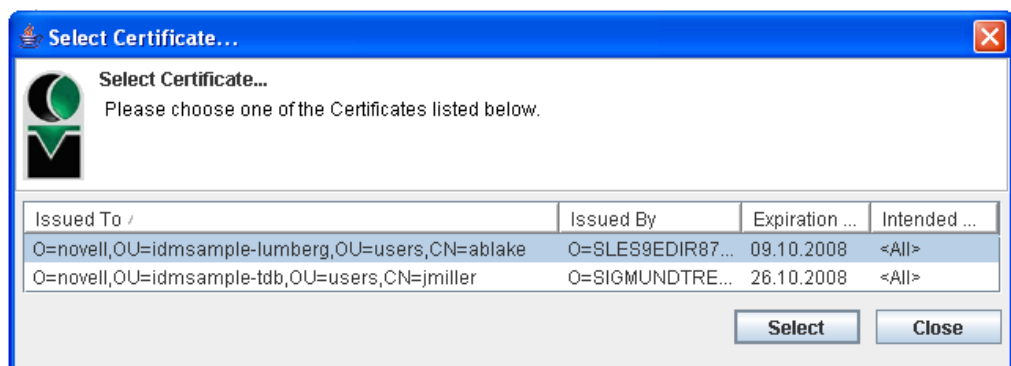 Select Certificate...
Select Certificate...
Please choose one of the Certificates listed below.
Issued To Issued By Expiration ... Intended ...
O=novell,OU=idmsample-lumberg,OU=users,CN=ablake O=SLES9EDIR87... 09.10.2008 <All>
O=novell,OU=idmsample-tdb,OU=users,CN=jmiller O=SIGMUNDTRE... 26.10.2008 <All>
Select Close